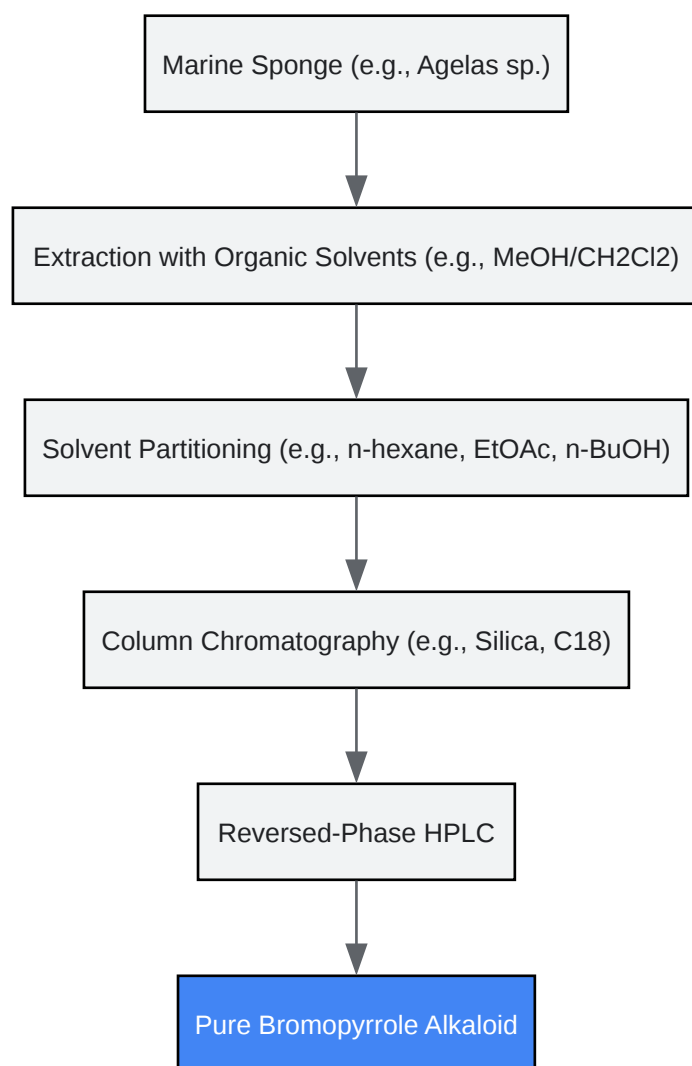 Marine Sponge (e.g., Agelas sp.)
Extraction with Organic Solvents (e.g., MeOH/CH2Cl2)
Solvent Partitioning (e.g., n-hexane, EtOAc, n-BuOH)
Column Chromatography (e.g., Silica, C18)
Reversed-Phase HPLC
Pure Bromopyrrole Alkaloid